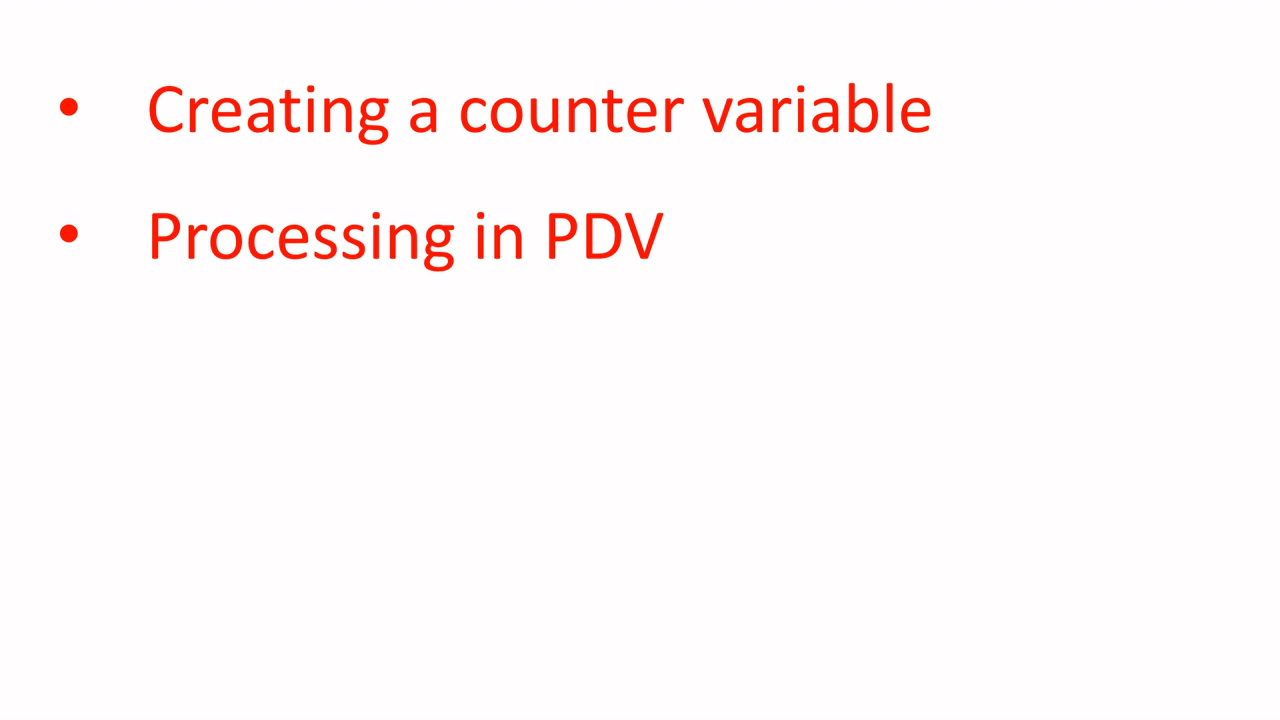 • Creating a counter variable
• Processing in PDV